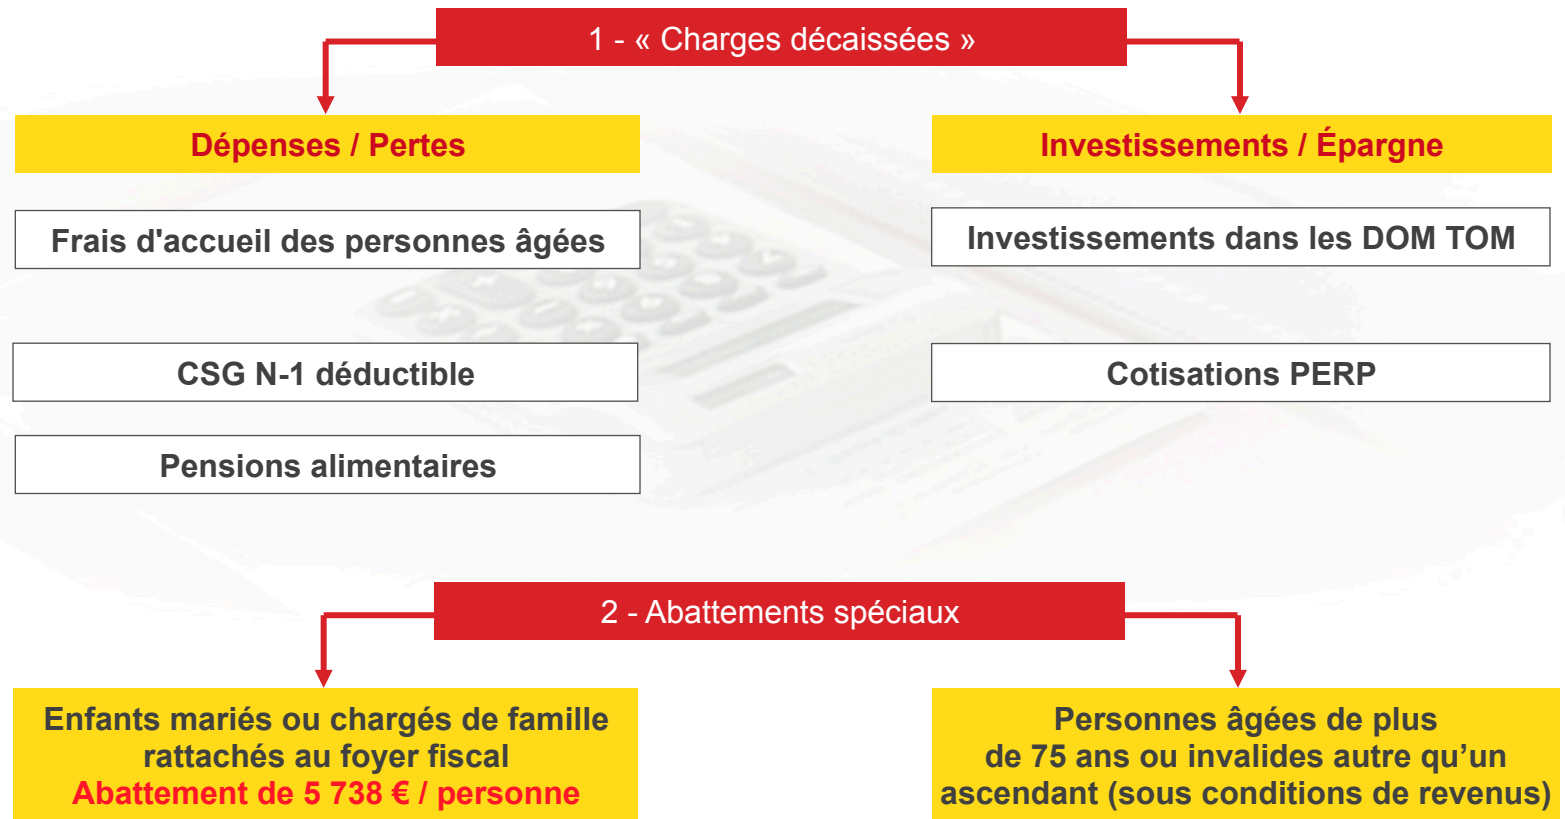 1 - « Charges décaissées »
Dépenses / Pertes
Frais d'accueil des personnes âgées
CSG N-1 déductible
Pensions alimentaires
Investissements / Épargne
Investissements dans les DOM TOM
Cotisations PERP
2 - Abattements spéciaux
Enfants mariés ou chargés de famille
rattachés au foyer fiscal
Abattement de 5 738 € / personne
Personnes âgées de plus
de 75 ans ou invalides autre qu’un
ascendant (sous conditions de revenus)